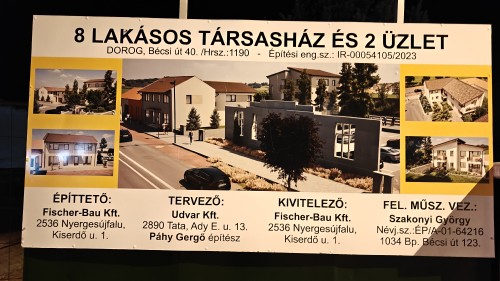 8 LAKÁSOS TÁRSASHÁZ ÉS 2 ÜZLET
DOROG, Bécsi út 40. /Hrsz.:1190 - Építési eng.sz.: IR-00054105/2023
ÉPÍTTETŐ:
Fischer-Bau Kft.
2536 Nyergesújfalu,
Kiserdő u. 1.
TERVEZŐ:
Udvar Kft.
2890 Tata, Ady E. u. 13.
Páhy Gergő építész
KIVITELEZŐ:
Fischer-Bau Kft.
2536 Nyergesújfalu,
Kiserdő u. 1.
FEL. MŰSZ. VEZ.:
Szakonyi György
Névj.sz.:ÉP/A-01-64216
1034 Bp. Bécsi út 123.